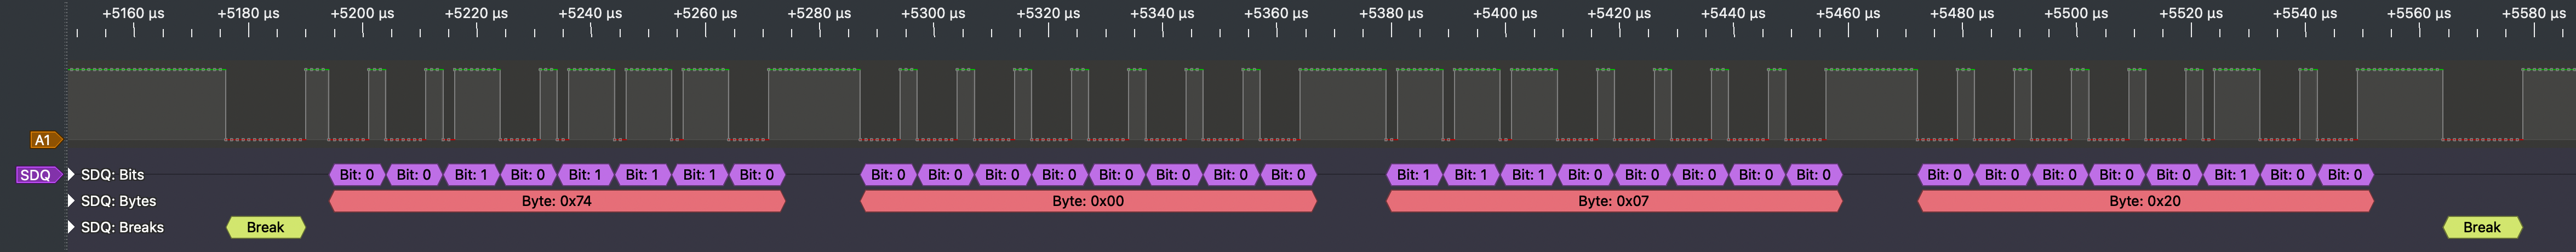 +5160 µs +5180 µs +5200 µs +5220 µs +5240 µs +5260 µs +5280 µs +5300 µs +5320 µs +5340 µs +5360 µs +5380 µs +5400 µs +5420 µs +5440 µs +5460 µs +5480 µs +5500 µs +5520 µs +5540 µs +5560 µs +5580 µs
A1
SDQ SDQ: Bits Bit: 0 Bit: 0 Bit: 1 Bit: 0 Bit: 1 Bit: 1 Bit: 1 Bit: 0 Bit: 0 Bit: 0 Bit: 0 Bit: 0 Bit: 0 Bit: 0 Bit: 0 Bit: 0 Bit: 1 Bit: 1 Bit: 1 Bit: 0 Bit: 0 Bit: 0 Bit: 0 Bit: 0 Bit: 0 Bit: 0 Bit: 0 Bit: 0 Bit: 0 Bit: 1 Bit: 0 Bit: 0
SDQ: Bytes Byte: 0x74 Byte: 0x00 Byte: 0x07 Byte: 0x20
SDQ: Breaks Break Break